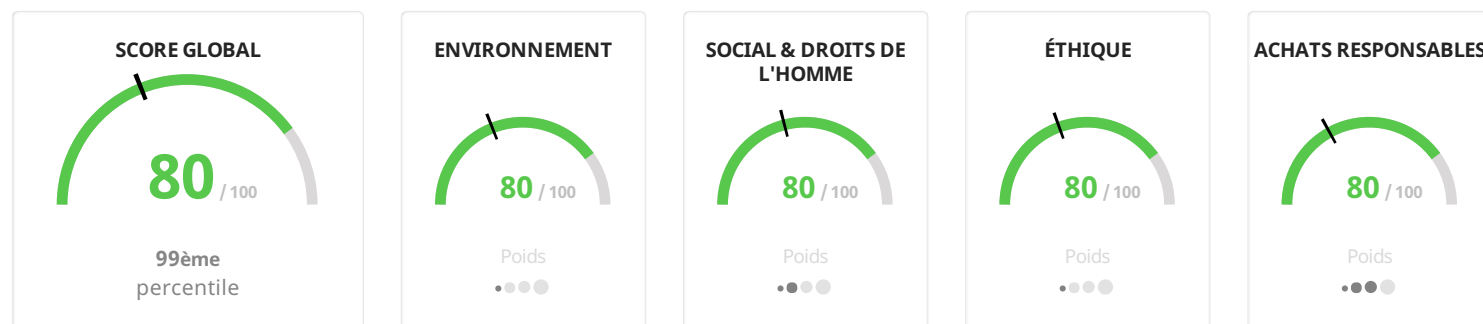 SCORE GLOBAL
80 / 100
99ème
percentile
ENVIRONNEMENT
80 / 100
Poids
SOCIAL & DROITS DE
L'HOMME
80 / 100
Poids
ÉTHIQUE
80 / 100
Poids
ACHATS RESPONSABLES
80 / 100
Poids